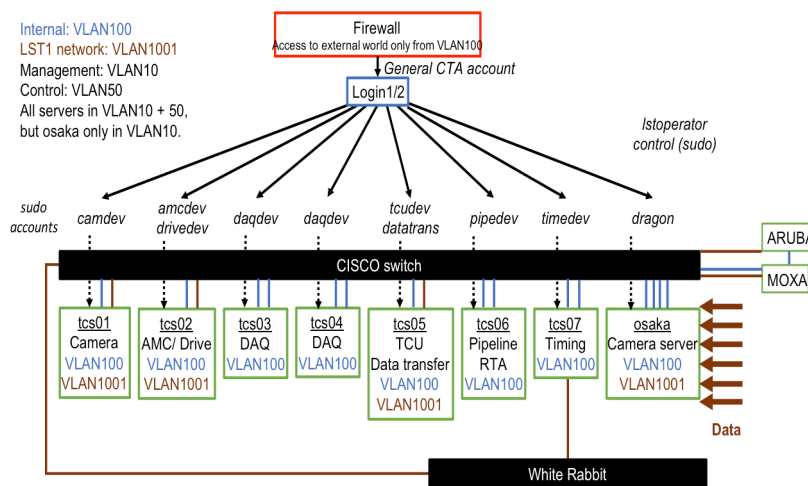 Internal: VLAN100
LST1 network: VLAN1001
Management: VLAN10
Control: VLAN50
All servers in VLAN10 + 50,
but osaka only in VLAN10.
Firewall
Access to external world only from VLAN100
General CTA account
Login1/2
lstoperator
control (sudo)
sudo
accounts
camdev
amcdev
drivedev
daqdev
daqdev
tcudev
datatrans
pipedev
timedev
dragon
CISCO switch
ARUBA
MOXA
tcs01
Camera
VLAN100
VLAN1001
tcs02
AMC/ Drive
VLAN100
VLAN1001
tcs03
DAQ
VLAN100
tcs04
DAQ
VLAN100
tcs05
TCU
Data transfer
VLAN100
VLAN1001
tcs06
Pipeline
RTA
VLAN100
tcs07
Timing
VLAN100
osaka
Camera server
VLAN100
VLAN1001
Data
White Rabbit